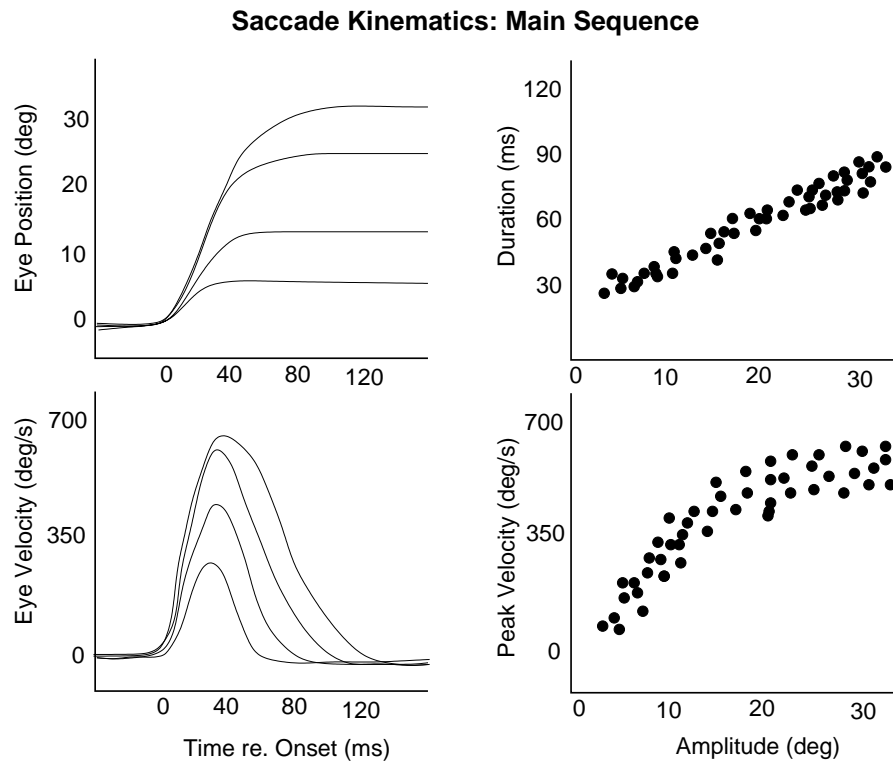 Saccade Kinematics: Main Sequence
Eye Position (deg)
30
20
10
0
0 40 80 120
Duration (ms)
120
90
60
30
0 10 20 30
Eye Velocity (deg/s)
700
350
0
0 40 80 120
Time re. Onset (ms)
Peak Velocity (deg/s)
700
350
0
0 10 20 30
Amplitude (deg)